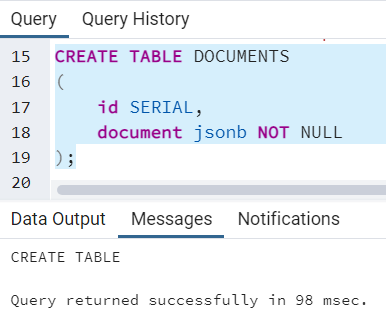 Query Query History
15 CREATE TABLE DOCUMENTS
16 (
17 id SERIAL,
18 document jsonb NOT NULL
19 );
20
Data Output Messages Notifications
CREATE TABLE
Query returned successfully in 98 msec.